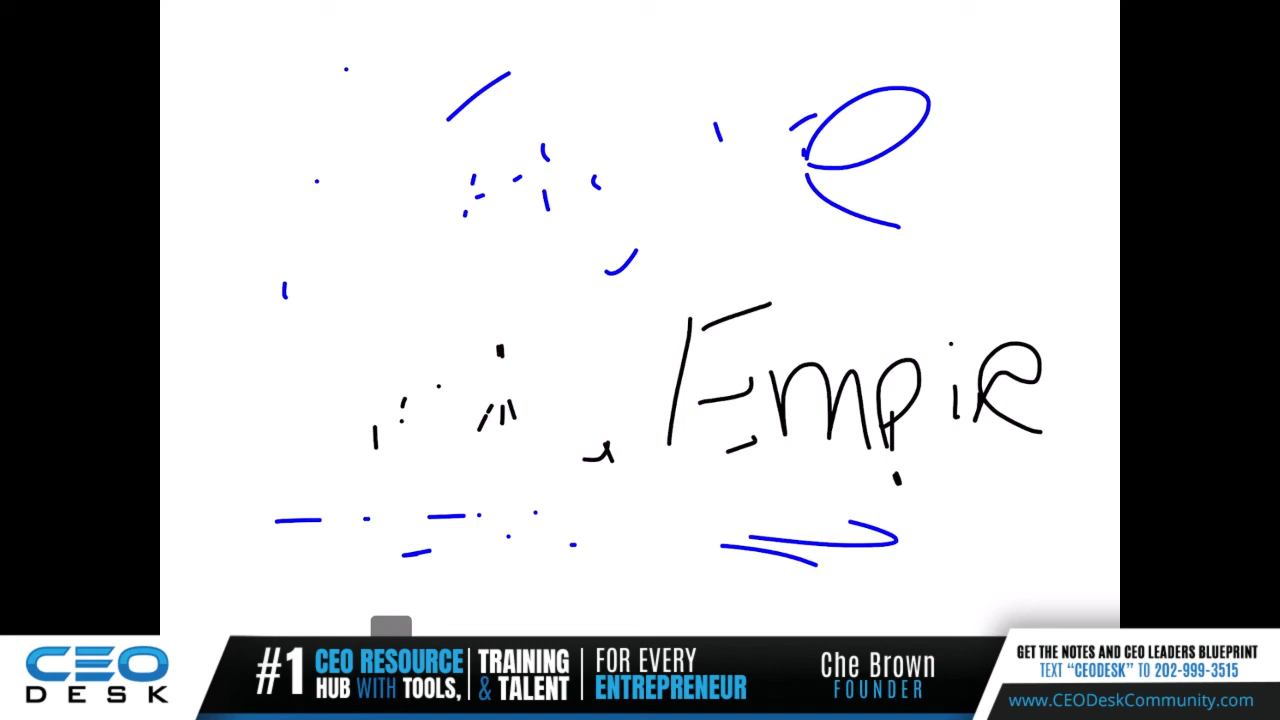 Empire
CEO
DESK
#1
CEO RESOURCE
HUB WITH TOOLS,
TRAINING
& TALENT
FOR EVERY
ENTREPRENEUR
Che Brown
FOUNDER
GET THE NOTES AND CEO LEADERS BLUEPRINT
TEXT “CEODESK” TO 202-999-3515
www.CEODeskCommunity.com